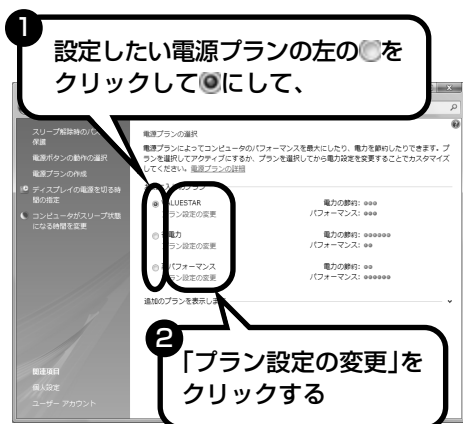 1
設定したい電源プランの左の○を
クリックして◉にして、
スリープ解除時のパ
保護
電源ボタンの動作の選択
電源プランの作成
ディスプレイの電源を切る時
間の指定
コンピュータがスリープ状態
になる時間を変更
関連項目
個人設定
ユーザー アカウント
電源プランの選択
電源プランによってコンピュータのパフォーマンスを最大にしたり、電力を節約したりできます。プ
ランを選択してアクティブにするか、プランを選択してから電力設定を変更することでカスタマイズ
してください。電源プランの詳細
VALUESTAR
電力の節約:
プラン設定の変更
パフォーマンス:
電力
電力の節約:
プラン設定の変更
パフォーマンス:
パフォーマンス
電力の節約:
プラン設定の変更
パフォーマンス:
追加のプランを表示しま
2
「プラン設定の変更」を
クリックする